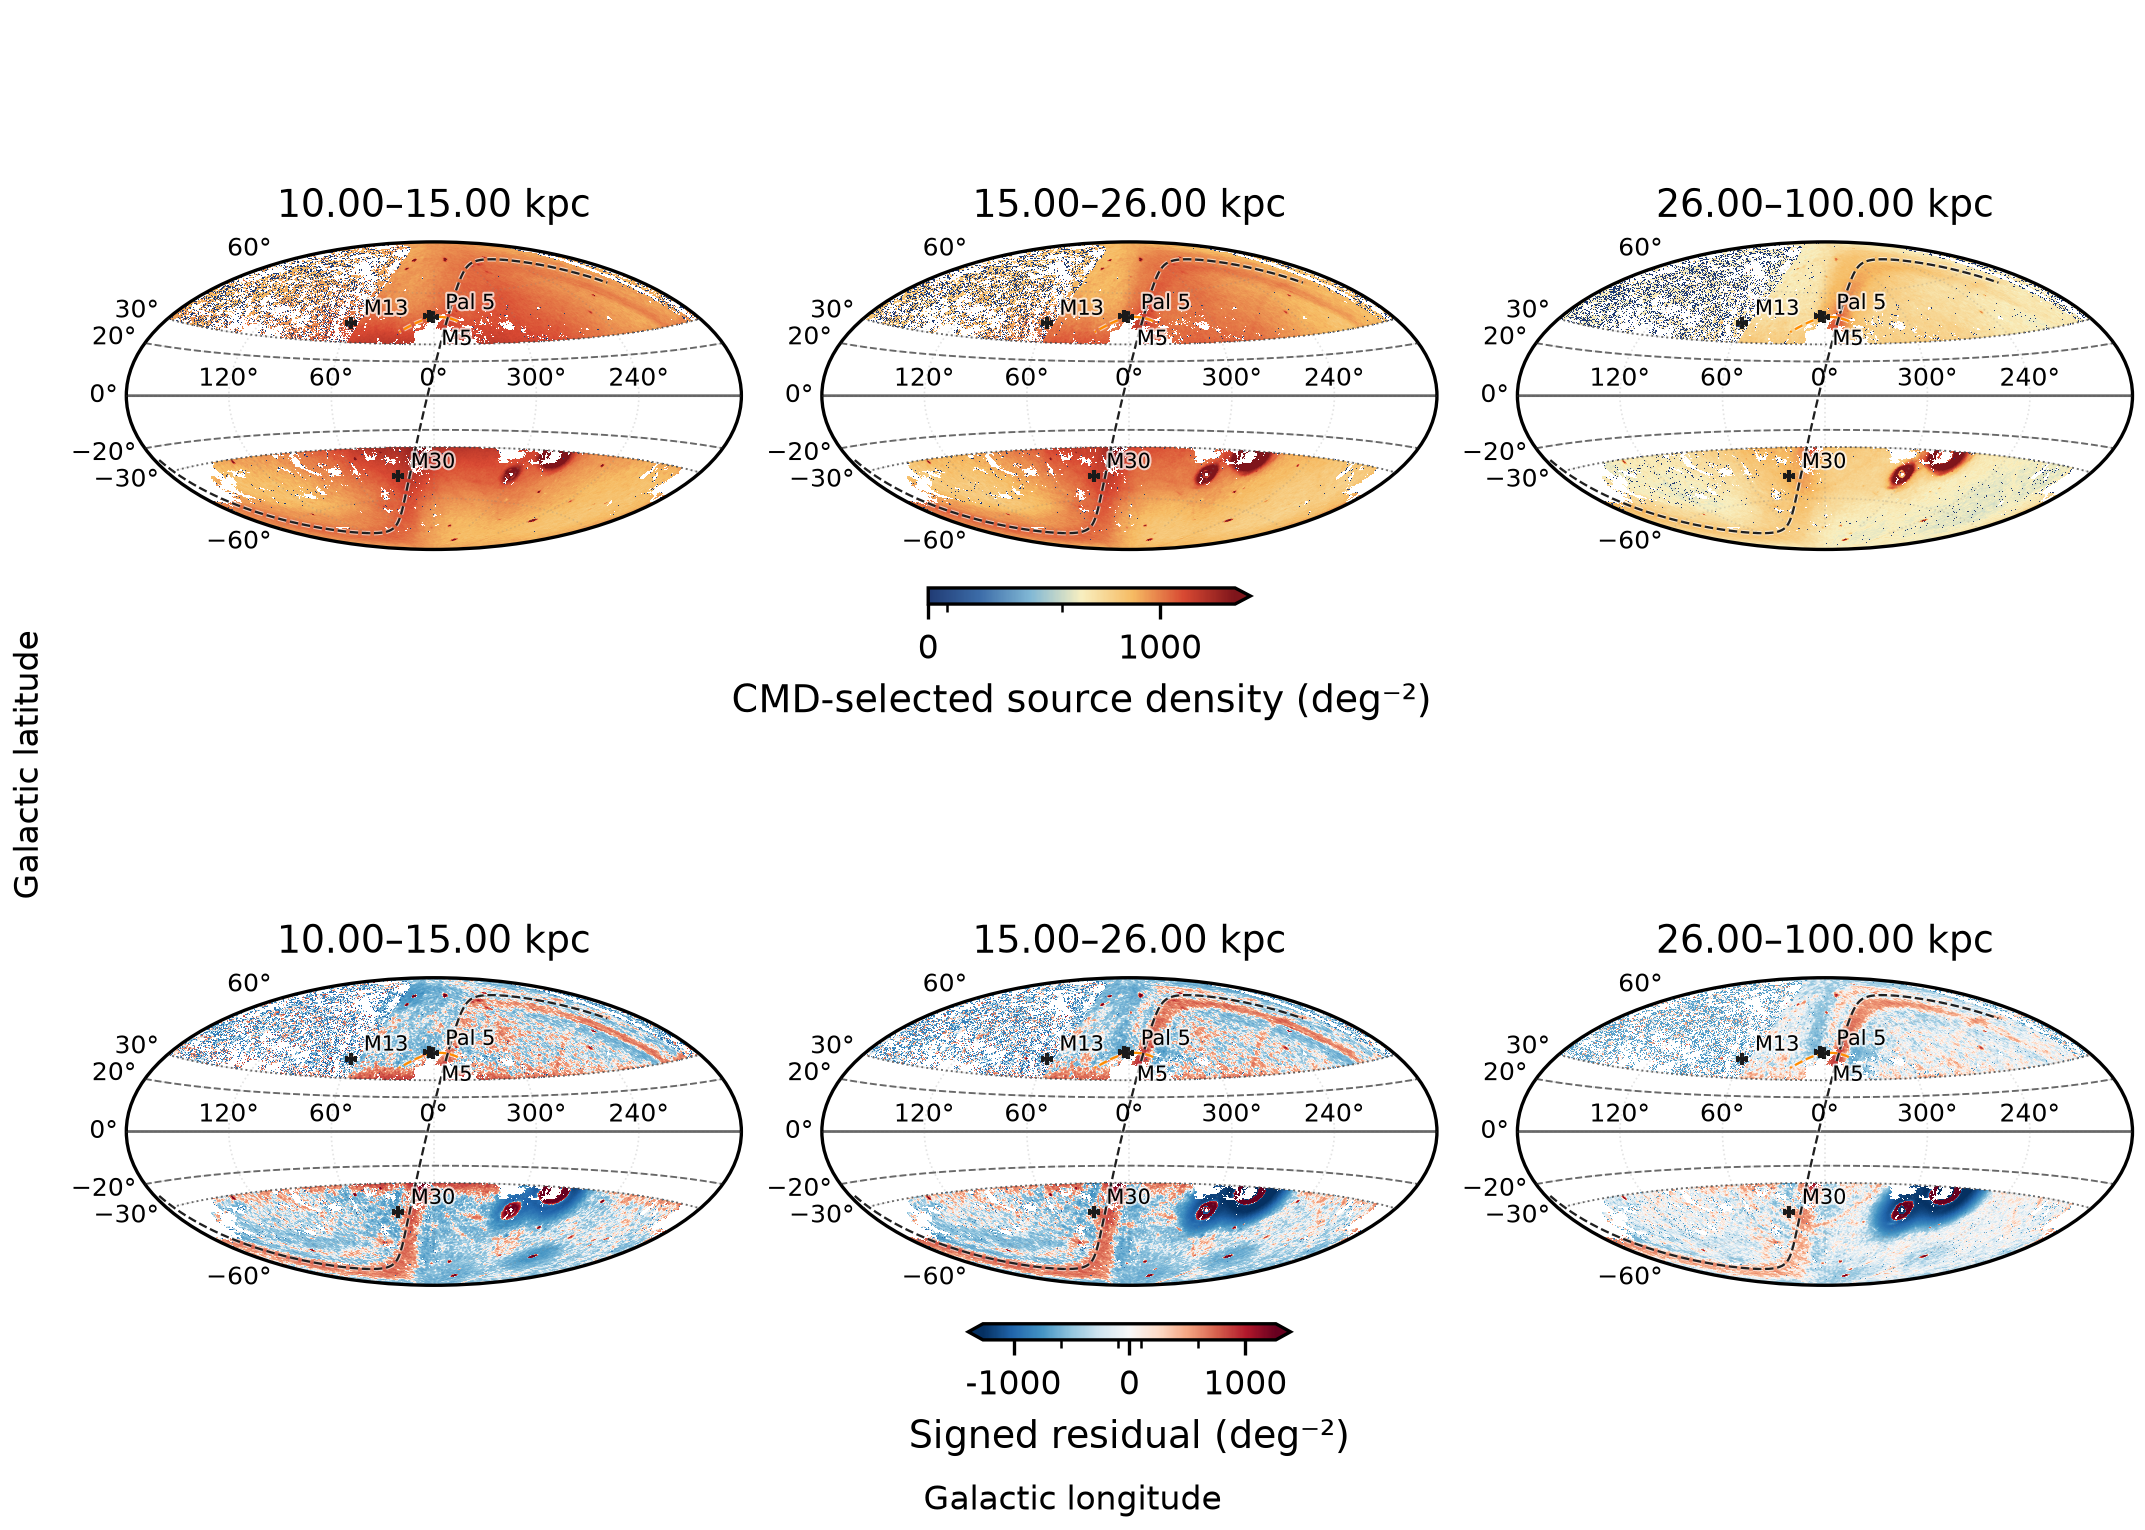 10.00–15.00 kpc
15.00–26.00 kpc
26.00–100.00 kpc
60°
30°
20°
0°
−20°
−30°
−60°
120°
60°
0°
300°
240°
M13
Pal 5
M5
M30
60°
30°
20°
0°
−20°
−30°
−60°
120°
60°
0°
300°
240°
M13
Pal 5
M5
M30
60°
30°
20°
0°
−20°
−30°
−60°
120°
60°
0°
300°
240°
M13
Pal 5
M5
M30
0
1000
CMD-selected source density (deg⁻²)
Galactic latitude
10.00–15.00 kpc
15.00–26.00 kpc
26.00–100.00 kpc
60°
30°
20°
0°
−20°
−30°
−60°
120°
60°
0°
300°
240°
M13
Pal 5
M5
M30
60°
30°
20°
0°
−20°
−30°
−60°
120°
60°
0°
300°
240°
M13
Pal 5
M5
M30
60°
30°
20°
0°
−20°
−30°
−60°
120°
60°
0°
300°
240°
M13
Pal 5
M5
M30
-1000
0
1000
Signed residual (deg⁻²)
Galactic longitude